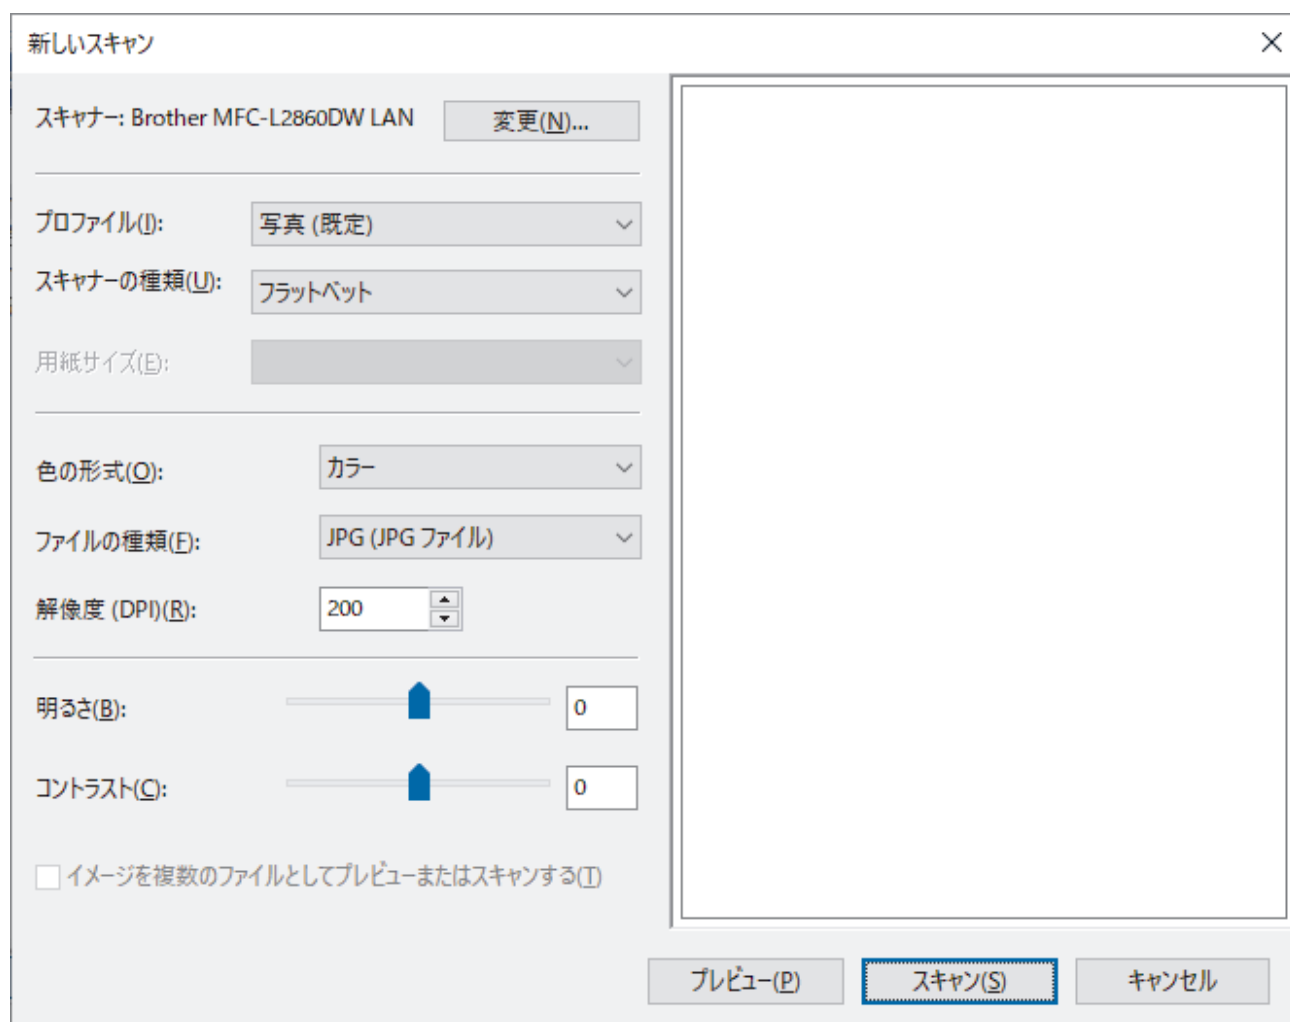 新しいスキャン
スキャナー: Brother MFC-L2860DW LAN
変更(N)...
プロファイル(I):
写真 (既定)
スキャナーの種類(U):
フラットベット
用紙サイズ(E):
色の形式(O):
カラー
ファイルの種類(F):
JPG (JPG ファイル)
解像度 (DPI)(R):
200
明るさ(B):
0
コントラスト(C):
0
イメージを複数のファイルとしてプレビューまたはスキャンする(T)
プレビュー(P)
スキャン(S)
キャンセル